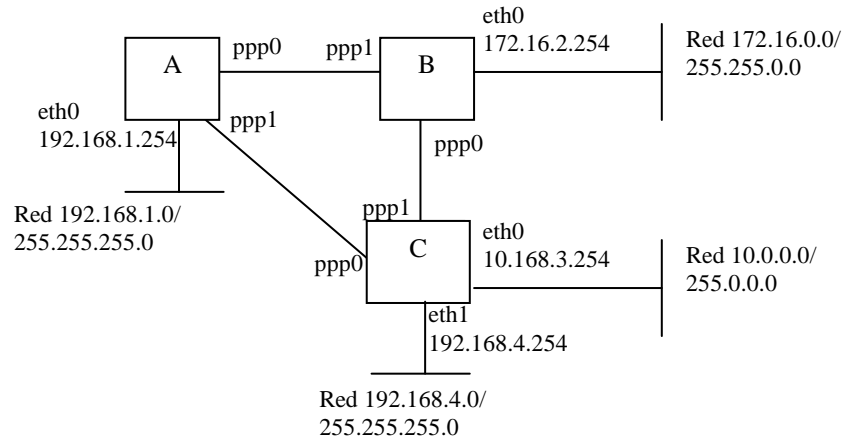 A
ppp0
ppp1
B
eth0
172.16.2.254
Red 172.16.0.0/
255.255.0.0
eth0
192.168.1.254
ppp1
ppp0
Red 192.168.1.0/
255.255.255.0
ppp1
ppp0
C
eth0
10.168.3.254
Red 10.0.0.0/
255.0.0.0
eth1
192.168.4.254
Red 192.168.4.0/
255.255.255.0